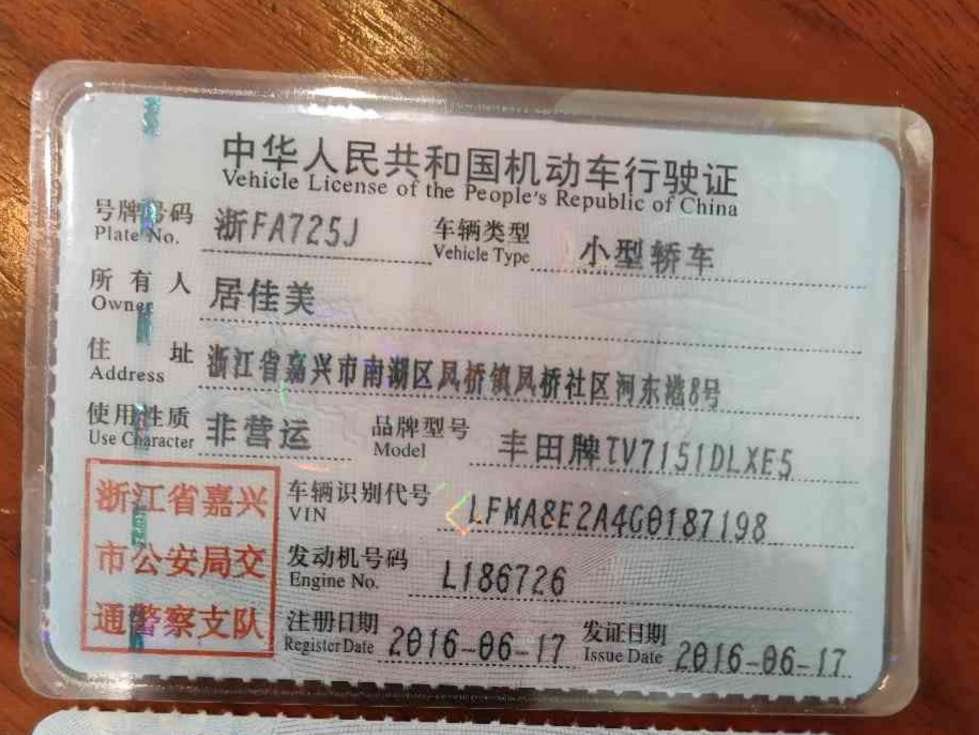 中华人民共和国机动车行驶证
Vehicle License of the People's Republic of China
号牌号码 浙FA725J 车辆类型 小型轿车
Plate No. Vehicle Type
所有人 居佳美
Owner
住址 浙江省嘉兴市南湖区凤桥镇凤桥社区河东港8号
Address
使用性质 非营运 品牌型号 丰田牌TV7151DLXE5
Use Character Model
浙江省嘉兴
市公安局交
通警察支队
车辆识别代号 LFMA8E2A4G0187198
VIN
发动机号码 L186726
Engine No.
注册日期 2016-06-17 发证日期 2016-06-17
Register Date Issue Date